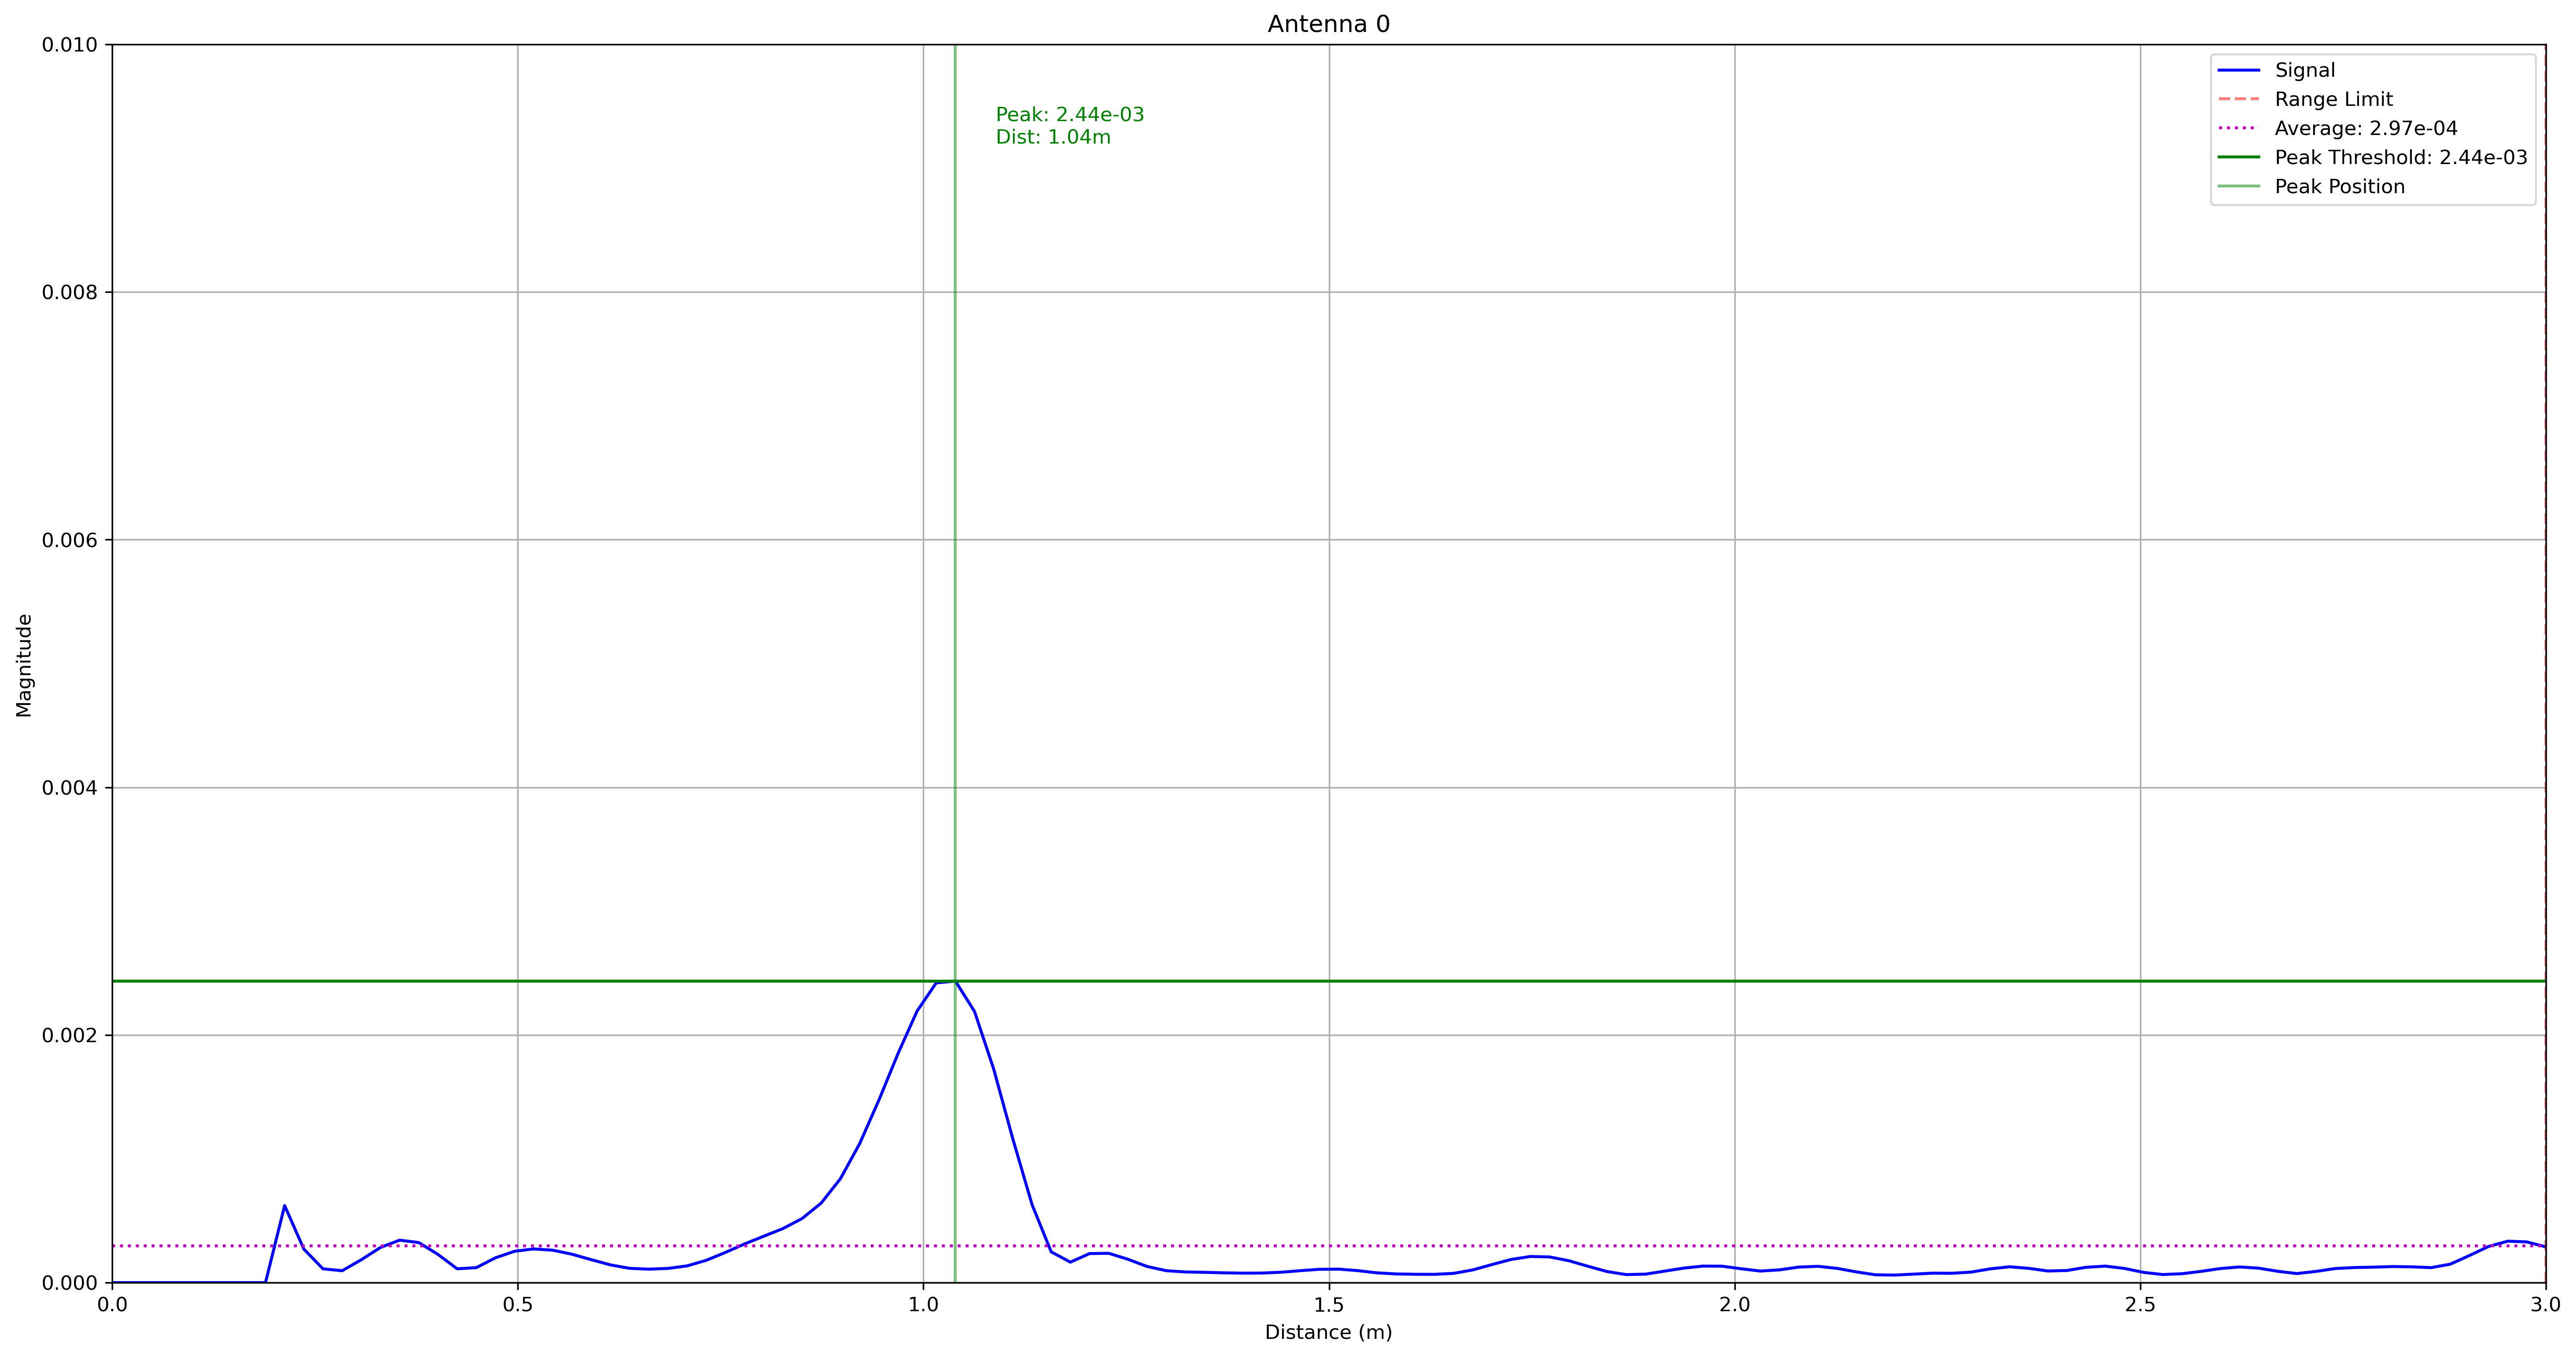 Antenna 0
0.010
0.008
0.006
0.004
0.002
0.000
Magnitude
Peak: 2.44e-03
Dist: 1.04m
Signal
Range Limit
Average: 2.97e-04
Peak Threshold: 2.44e-03
Peak Position
0.0 0.5 1.0 1.5 2.0 2.5 3.0
Distance (m)